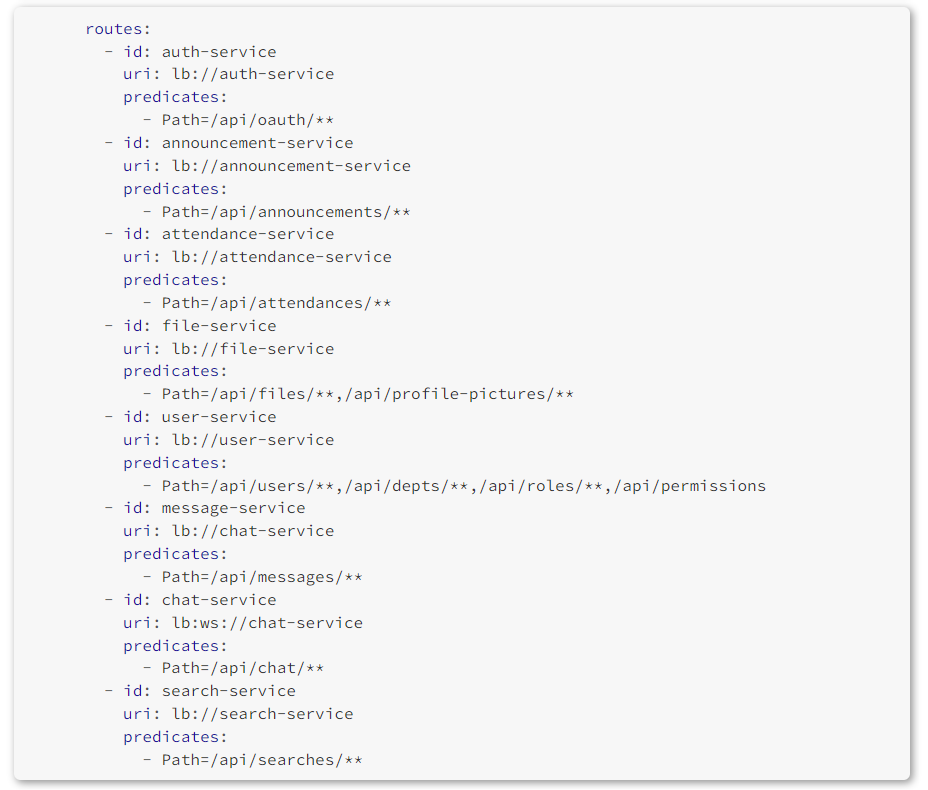 routes:
  - id: auth-service
    uri: lb://auth-service
    predicates:
      - Path=/api/oauth/**
  - id: announcement-service
    uri: lb://announcement-service
    predicates:
      - Path=/api/announcements/**
  - id: attendance-service
    uri: lb://attendance-service
    predicates:
      - Path=/api/attendances/**
  - id: file-service
    uri: lb://file-service
    predicates:
      - Path=/api/files/**,/api/profile-pictures/**
  - id: user-service
    uri: lb://user-service
    predicates:
      - Path=/api/users/**,/api/depts/**,/api/roles/**,/api/permissions
  - id: message-service
    uri: lb://chat-service
    predicates:
      - Path=/api/messages/**
  - id: chat-service
    uri: lb:ws://chat-service
    predicates:
      - Path=/api/chat/**
  - id: search-service
    uri: lb://search-service
    predicates:
      - Path=/api/searches/**